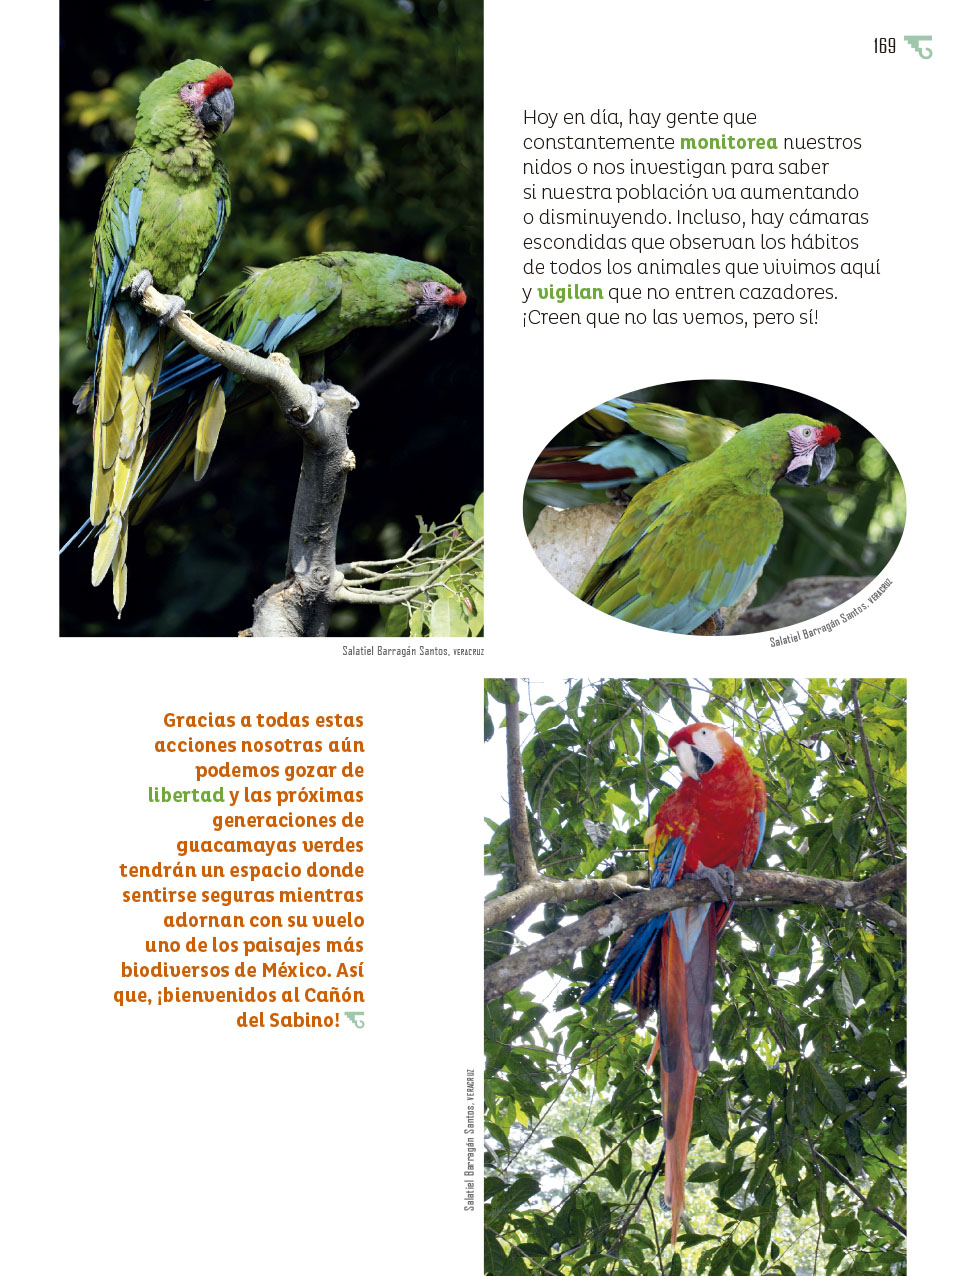 169
Hoy en día, hay gente que
constantemente monitorea nuestros
nidos o nos investigan para saber
si nuestra población va aumentando
o disminuyendo. Incluso, hay cámaras
escondidas que observan los hábitos
de todos los animales que vivimos aquí
y vigilan que no entren cazadores.
¡Creen que no las vemos, pero sí!
Salatiel Barragán Santos, VERACRUZ
Salatiel Barragán Santos, VERACRUZ
Gracias a todas estas
acciones nosotras aún
podemos gozar de
libertad y las próximas
generaciones de
guacamayas verdes
tendrán un espacio donde
sentirse seguras mientras
adornan con su vuelo
uno de los paisajes más
biodiversos de México. Así
que, ¡bienvenidos al Cañón
del Sabino!
Salatiel Barragán Santos, VERACRUZ